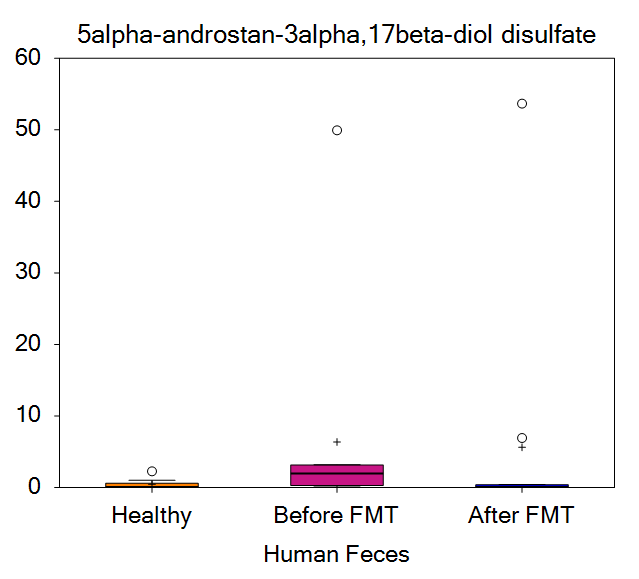 5alpha-androstan-3alpha,17beta-diol disulfate
60
50
40
30
20
10
0
Healthy Before FMT After FMT
Human Feces